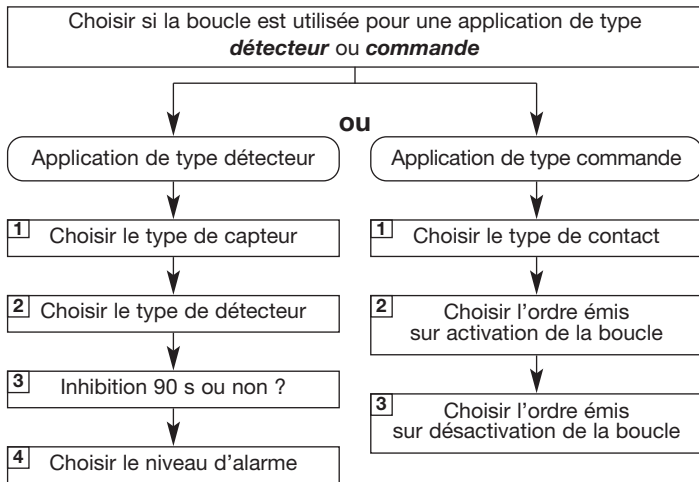 Choisir si la boucle est utilisée pour une application de type
détecteur ou commande
ou
Application de type détecteur
1 Choisir le type de capteur
2 Choisir le type de détecteur
3 Inhibition 90 s ou non ?
4 Choisir le niveau d'alarme
Application de type commande
1 Choisir le type de contact
2 Choisir l'ordre émis
sur activation de la boucle
3 Choisir l'ordre émis
sur désactivation de la boucle